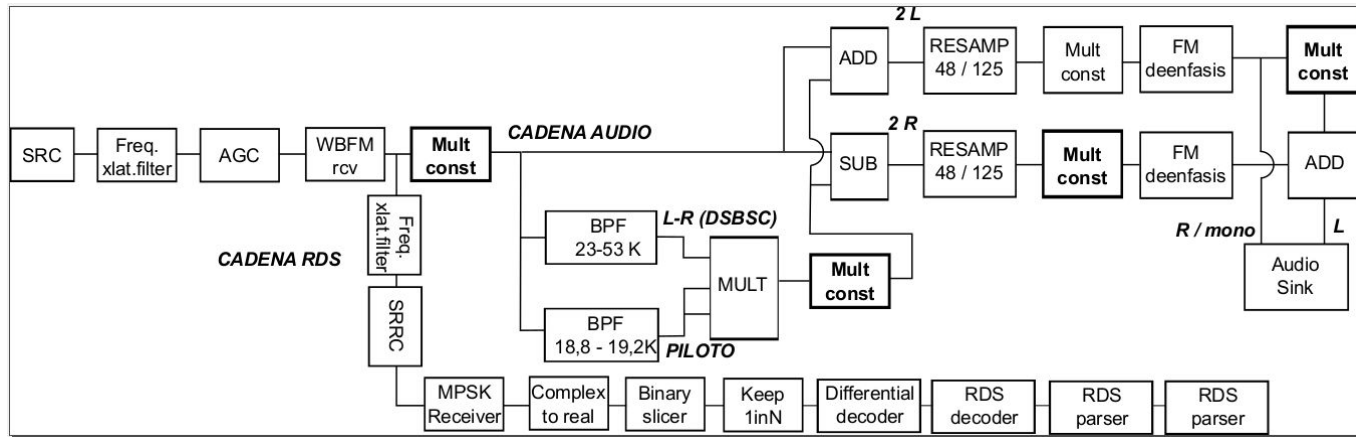 2 L
ADD
RESAMP
48 / 125
Mult
const
FM
deenfasis
Mult
const
SRC
Freq.
xlat.filter
AGC
WBFM
rcv
Mult
const
CADENA AUDIO
2 R
SUB
RESAMP
48 / 125
Mult
const
FM
deenfasis
ADD
Freq.
xlat.filter
CADENA RDS
SRRC
BPF
23-53 K
L-R (DSBSC)
MULT
Mult
const
BPF
18,8 - 19,2K
PILOTO
R / mono
L
Audio
Sink
MPSK
Receiver
Complex
to real
Binary
slicer
Keep
1inN
Differential
decoder
RDS
decoder
RDS
parser
RDS
parser